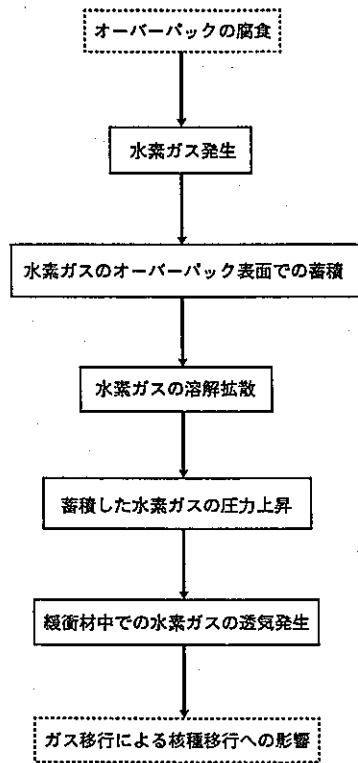 オーバーパックの腐食
水素ガス発生
水素ガスのオーバーパック表面での蓄積
水素ガスの溶解拡散
蓄積した水素ガスの圧力上昇
緩衝材中での水素ガスの透気発生
ガス移行による核種移行への影響